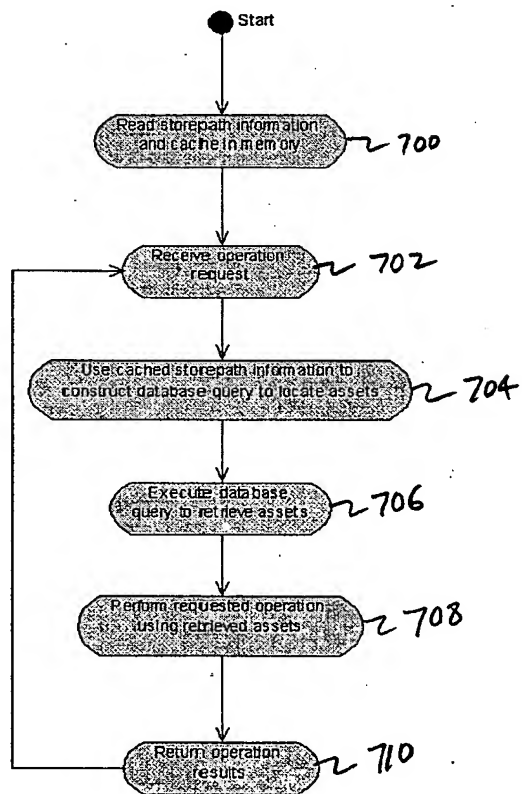 Start
Read storepath information
and cache in memory
700
Receive operation
request
702
Use cached storepath information to
construct database query to locate assets
704
Execute database
query to retrieve assets
706
Perform requested operation
using retrieved assets
708
Return operation
results
710